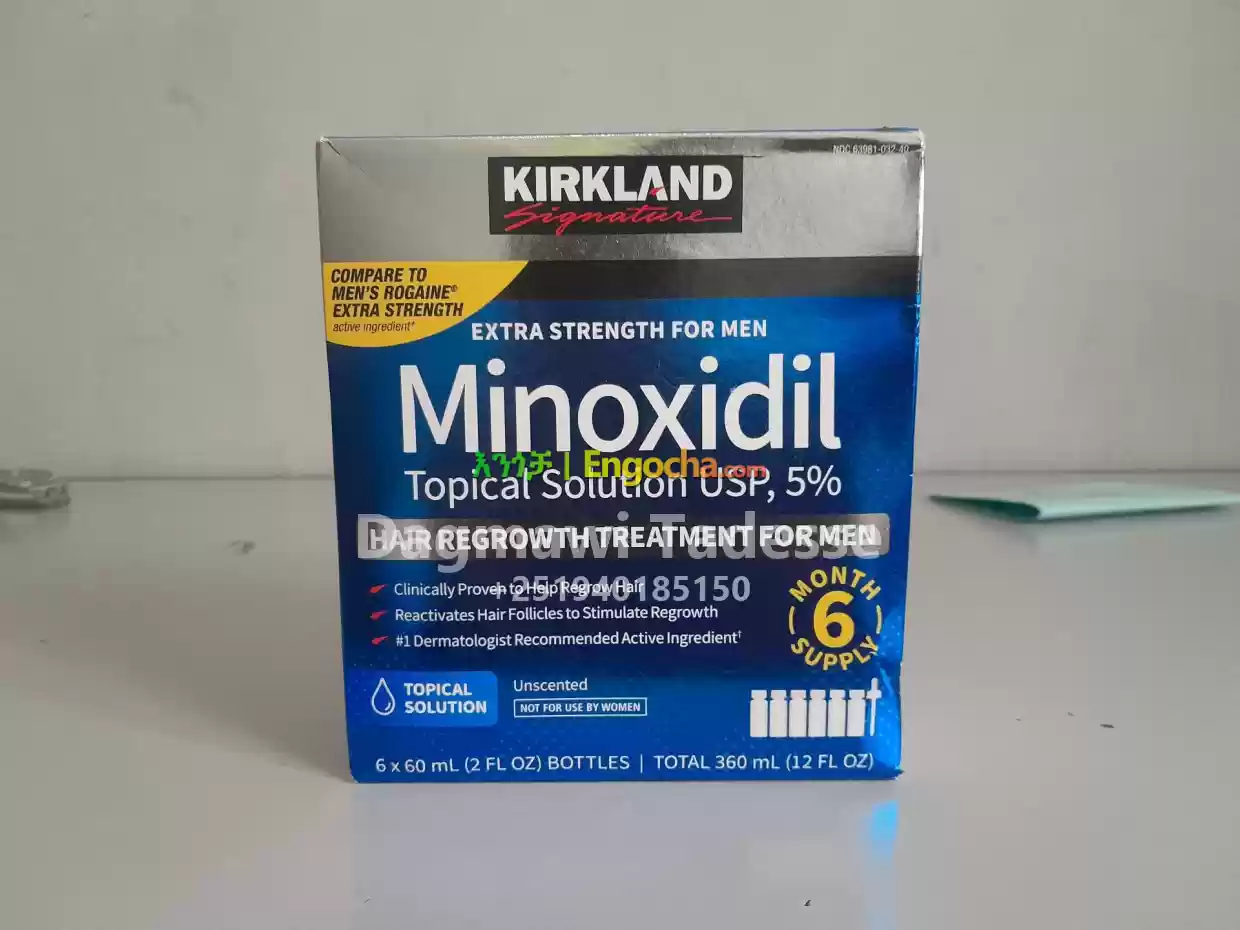 NDC 63981-032-40
KIRKLAND
Signature
COMPARE TO
MEN'S ROGAINE®
EXTRA STRENGTH
active ingredient*
EXTRA STRENGTH FOR MEN
Minoxidil
እንጎቻ | Engocha.com
Topical Solution USP, 5%
Dagmawi Tadesse
HAIR REGROWTH TREATMENT FOR MEN
+251940185150
Clinically Proven to Help Regrow Hair
Reactivates Hair Follicles to Stimulate Regrowth
#1 Dermatologist Recommended Active Ingredient†
MONTH
6
SUPPLY
TOPICAL
SOLUTION
Unscented
NOT FOR USE BY WOMEN
6 x 60 mL (2 FL OZ) BOTTLES | TOTAL 360 mL (12 FL OZ)